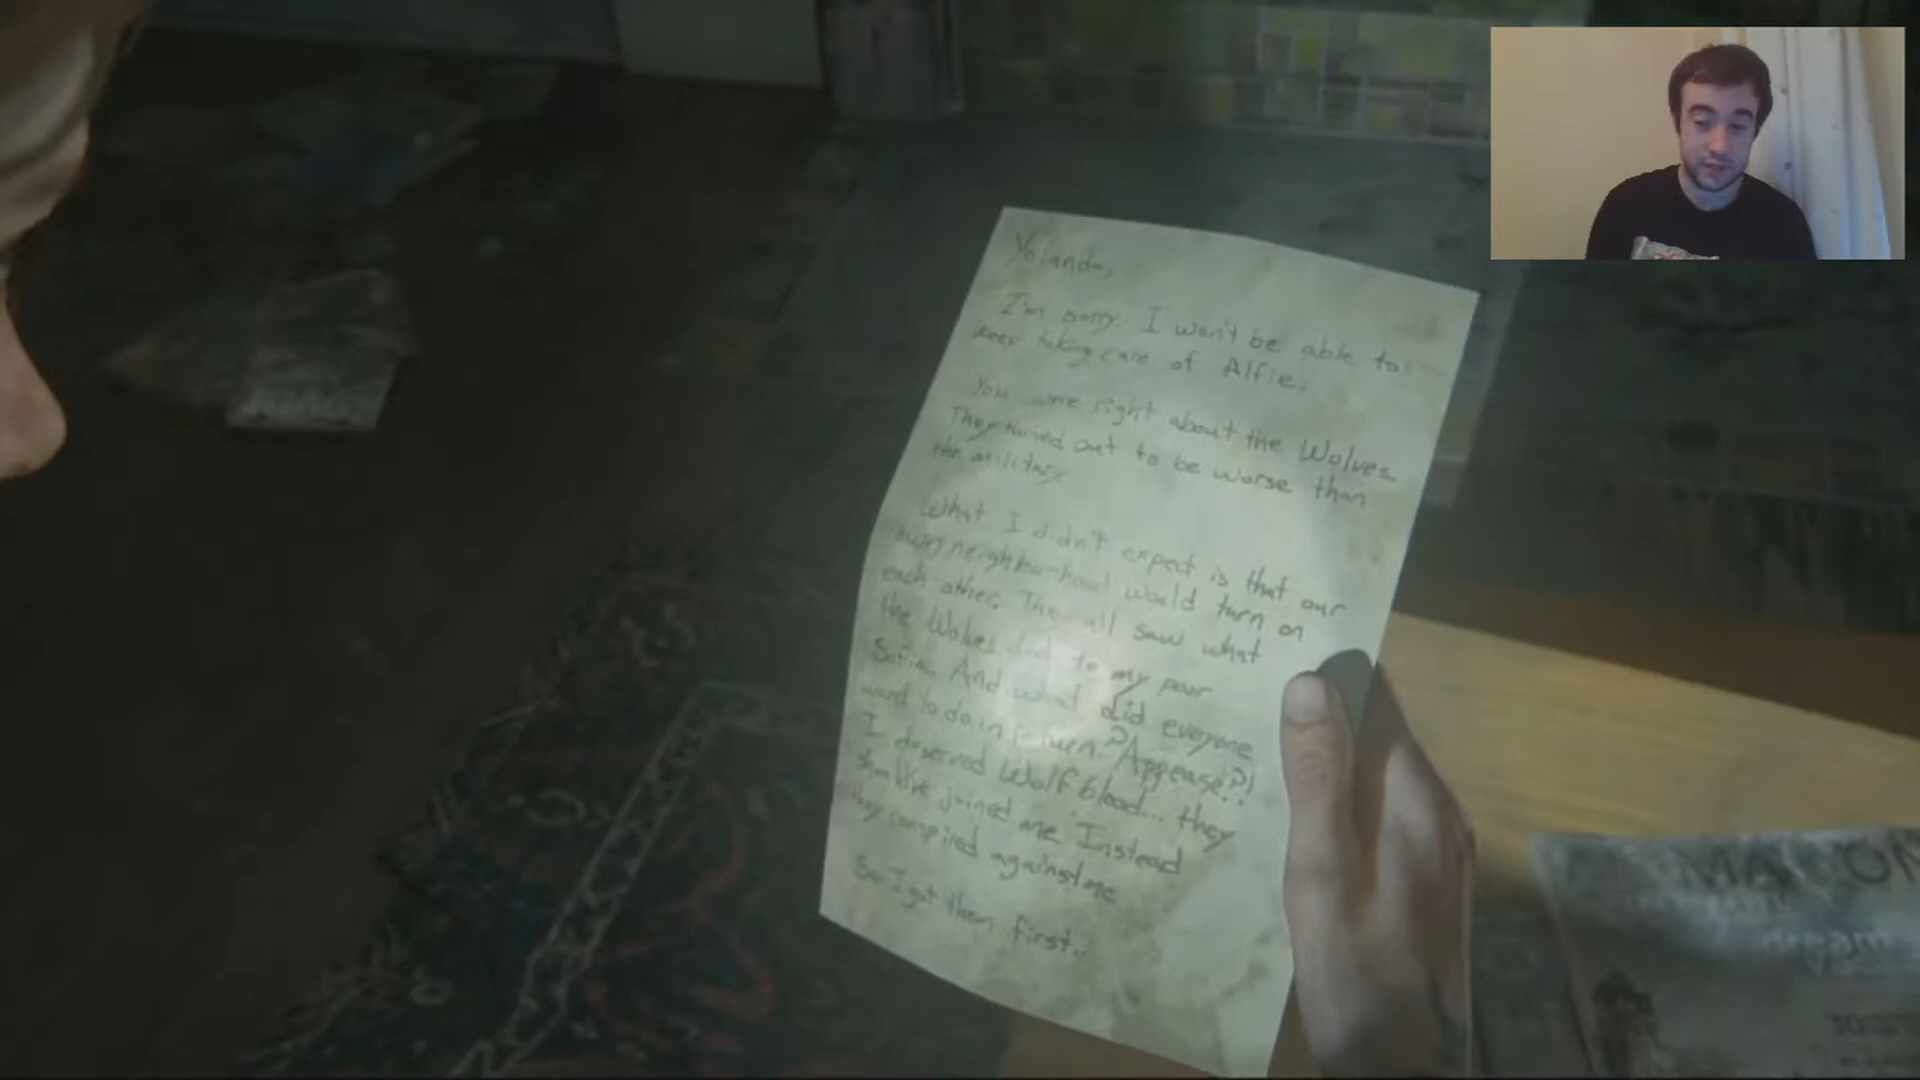 Yolanda,
I'm sorry. I won't be able to
keep taking care of Alfie.
You were right about the Wolves.
They turned out to be worse than
the military.
What I didn't expect is that our
own neighborhood would turn on
each other. They all saw what
the Wolves did to my poor
Sofia. And what did everyone
want to do in return? Appease?!
I deserved Wolf blood... they
should've joined me. Instead
they conspired against me
So I got them first.